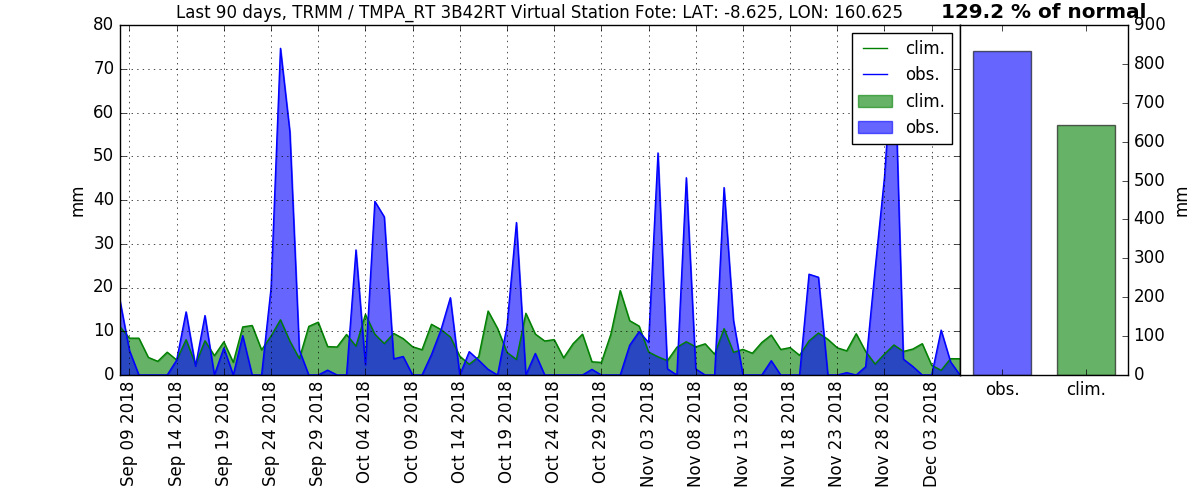 Last 90 days, TRMM / TMPA_RT 3B42RT Virtual Station Fote: LAT: -8.625, LON: 160.625
129.2 % of normal
80
70
60
50
40
30
20
10
0
mm
clim.
obs.
clim.
obs.
900
800
700
600
500
400
300
200
100
0
mm
Sep 09 2018
Sep 14 2018
Sep 19 2018
Sep 24 2018
Sep 29 2018
Oct 04 2018
Oct 09 2018
Oct 14 2018
Oct 19 2018
Oct 24 2018
Oct 29 2018
Nov 03 2018
Nov 08 2018
Nov 13 2018
Nov 18 2018
Nov 23 2018
Nov 28 2018
Dec 03 2018
obs.
clim.